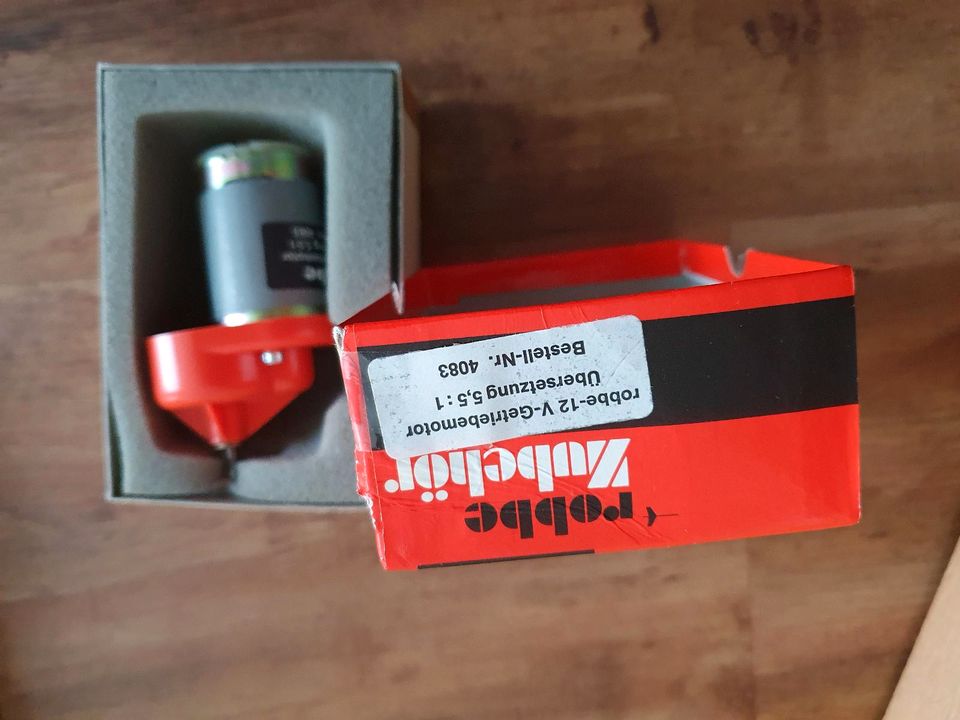 robbe
Zubehör
robbe-12 V-Getriebemotor
Übersetzung 5,5 : 1
Bestell-Nr. 4083